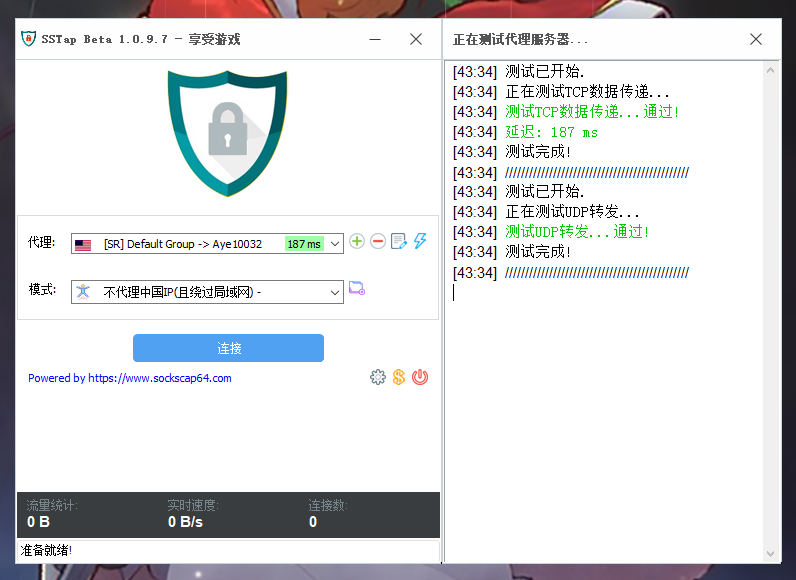 SSTap Beta 1.0.9.7 - 享受游戏
代理:
[SR] Default Group -> Aye10032
187 ms
模式:
不代理中国IP(且绕过局域网) -
连接
Powered by https://www.sockscap64.com
流量统计: 实时速度: 连接数:
0 B 0 B/s 0
准备就绪!
正在测试代理服务器...
[43:34] 测试已开始.
[43:34] 正在测试TCP数据传递...
[43:34] 测试TCP数据传递...通过!
[43:34] 延迟: 187 ms
[43:34] 测试完成!
[43:34] //////////////////////////////////////////////
[43:34] 测试已开始.
[43:34] 正在测试UDP转发...
[43:34] 测试UDP转发...通过!
[43:34] 测试完成!
[43:34] //////////////////////////////////////////////